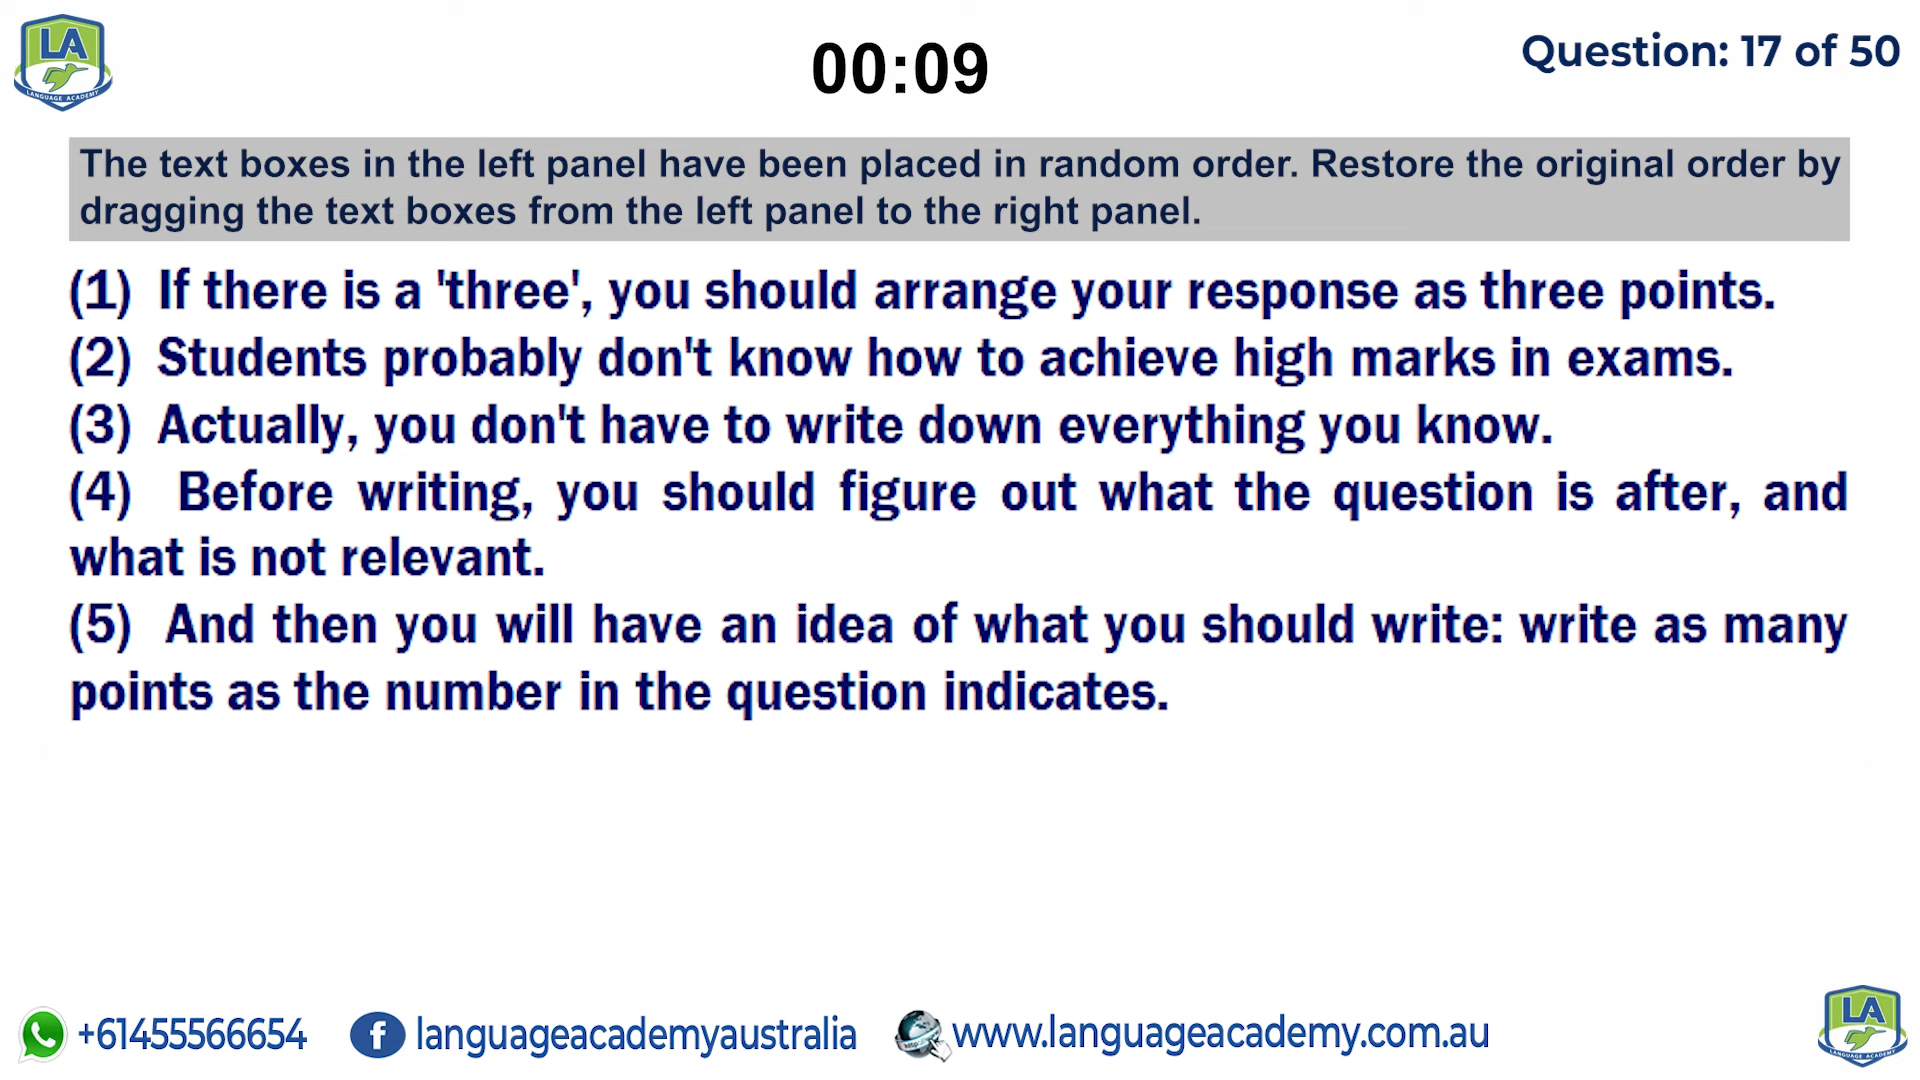 LA
LANGUAGE ACADEMY
00:09
Question: 17 of 50
The text boxes in the left panel have been placed in random order. Restore the original order by
dragging the text boxes from the left panel to the right panel.
(1) If there is a 'three', you should arrange your response as three points.
(2) Students probably don't know how to achieve high marks in exams.
(3) Actually, you don't have to write down everything you know.
(4) Before writing, you should figure out what the question is after, and
what is not relevant.
(5) And then you will have an idea of what you should write: write as many
points as the number in the question indicates.
+61455566654
languageacademyaustralia
www.languageacademy.com.au
LA
LANGUAGE ACADEMY